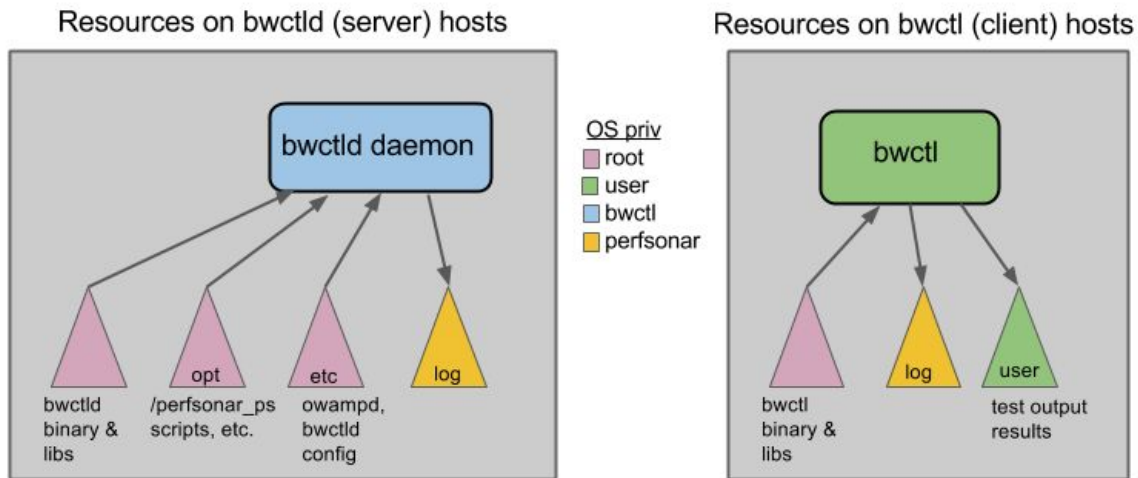 Resources on bwctld (server) hosts
Resources on bwctl (client) hosts
bwctld daemon
OS priv
root
user
bwctl
perfsonar
bwctl
opt
etc
log
log
user
bwctld
binary &
libs
/perfsonar_ps
scripts, etc.
owampd,
bwctld
config
bwctl
binary &
libs
test output
results